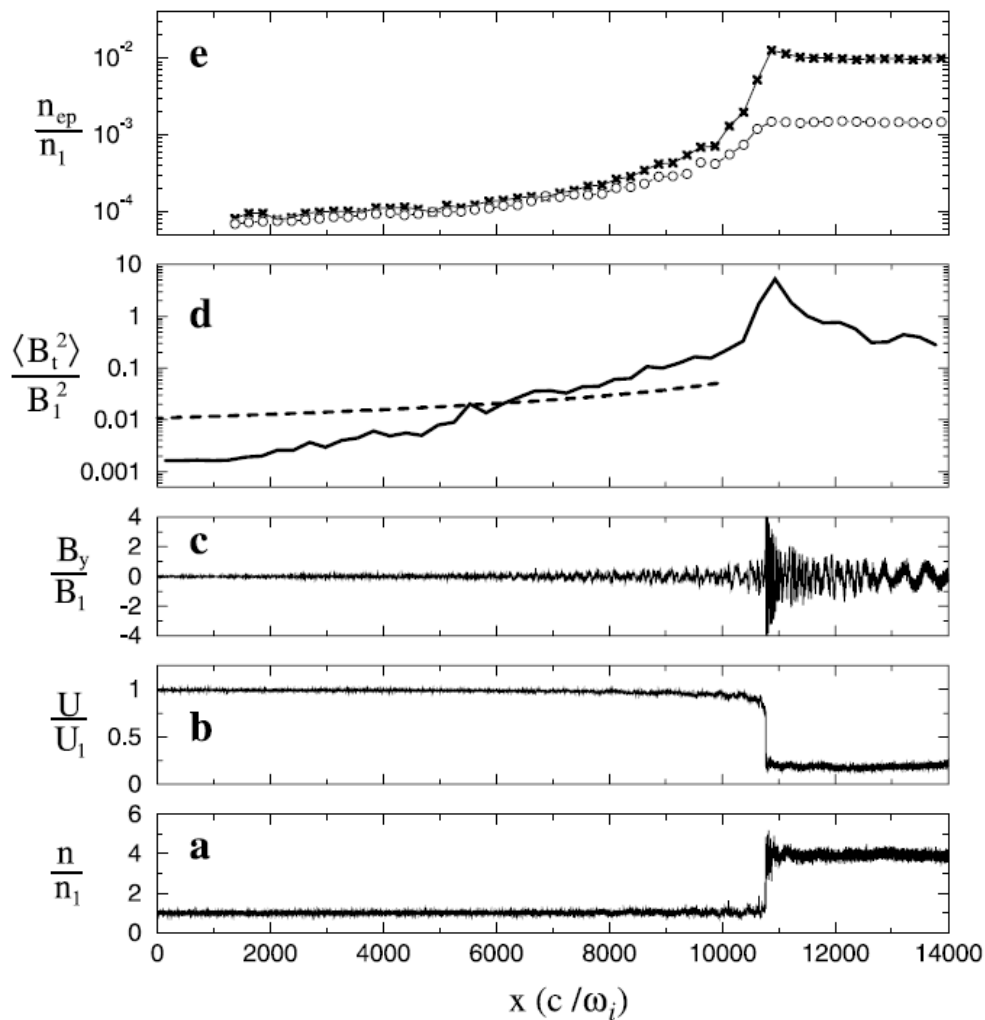 e
n_ep / n_1
10^-2
10^-3
10^-4
d
⟨B_t^2⟩ / B_1^2
10
1
0.1
0.01
0.001
c
B_y / B_1
4
2
0
-2
-4
b
U / U_1
1
0.5
0
a
n / n_1
6
4
2
0
0 2000 4000 6000 8000 10000 12000 14000
x (c /ω_i)